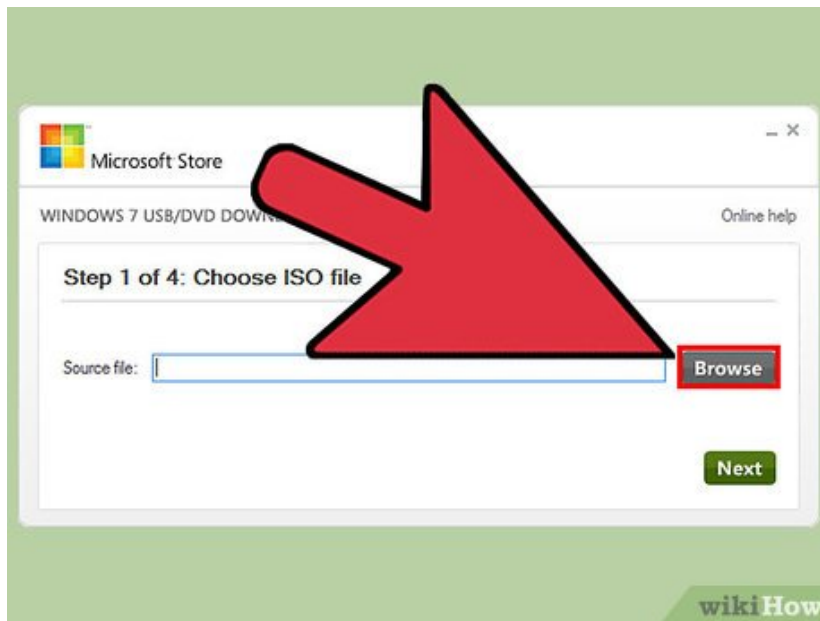 Microsoft Store
WINDOWS 7 USB/DVD
Online help
Step 1 of 4: Choose ISO file
Source file:
Browse
Next
wikiHow